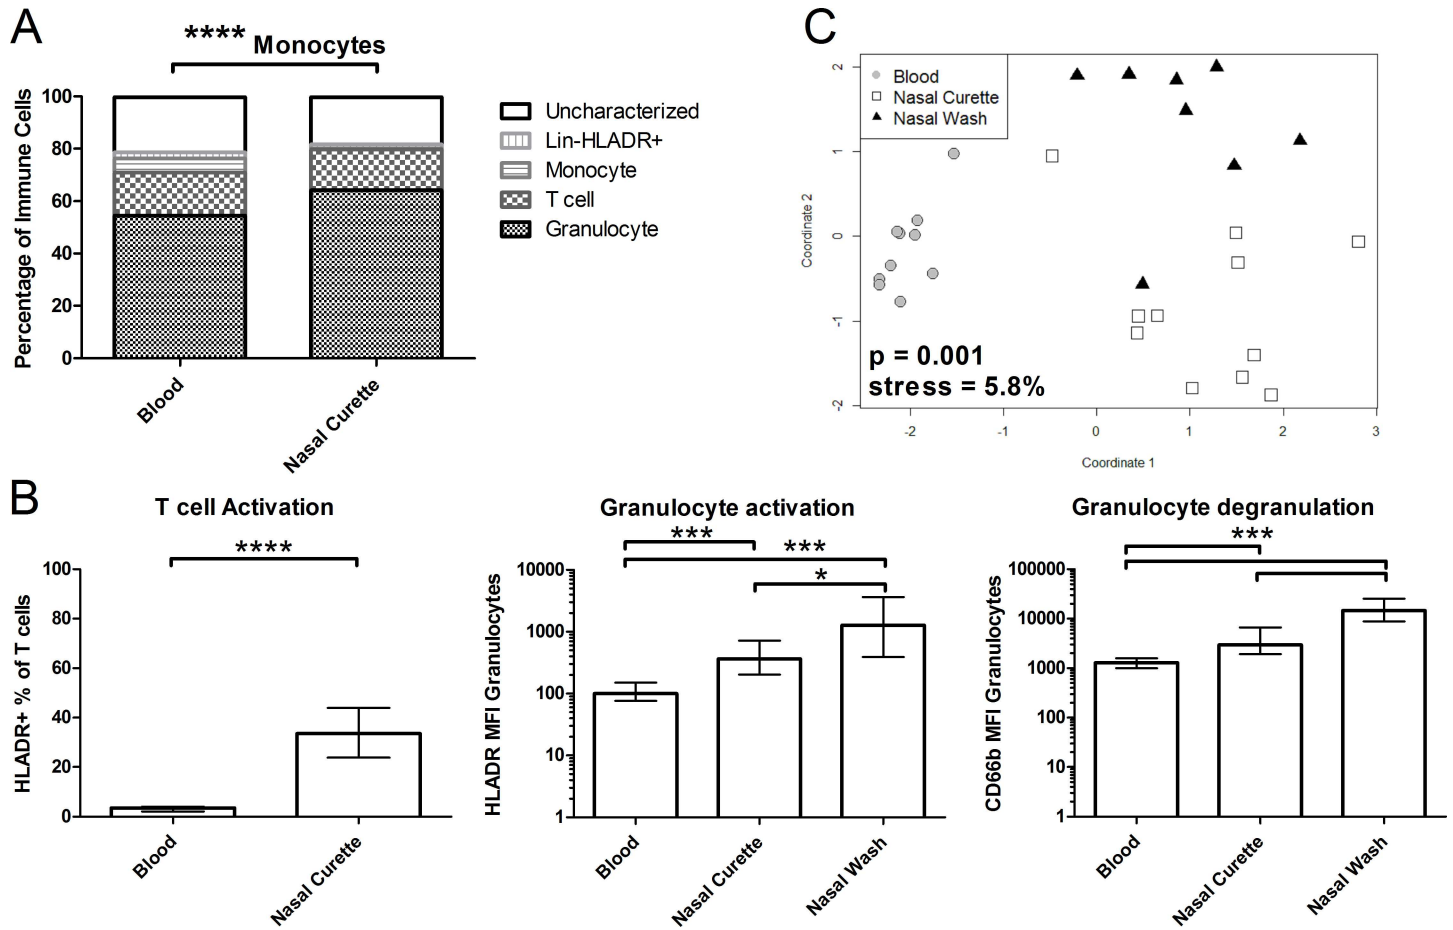 A
**** Monocytes
Percentage of Immune Cells
100
80
60
40
20
0
Blood
Nasal Curette
Uncharacterized
Lin-HLADR+
Monocyte
T cell
Granulocyte
C
Blood
Nasal Curette
Nasal Wash
Coordinate 2
2
1
0
-1
-2
p = 0.001
stress = 5.8%
-2
-1
0
1
2
3
Coordinate 1
B
T cell Activation
****
HLADR+ % of T cells
100
80
60
40
20
0
Blood
Nasal Curette
Granulocyte activation
***
***
*
HLADR MFI Granulocytes
10000
1000
100
10
1
Blood
Nasal Curette
Nasal Wash
Granulocyte degranulation
***
CD66b MFI Granulocytes
100000
10000
1000
100
10
1
Blood
Nasal Curette
Nasal Wash